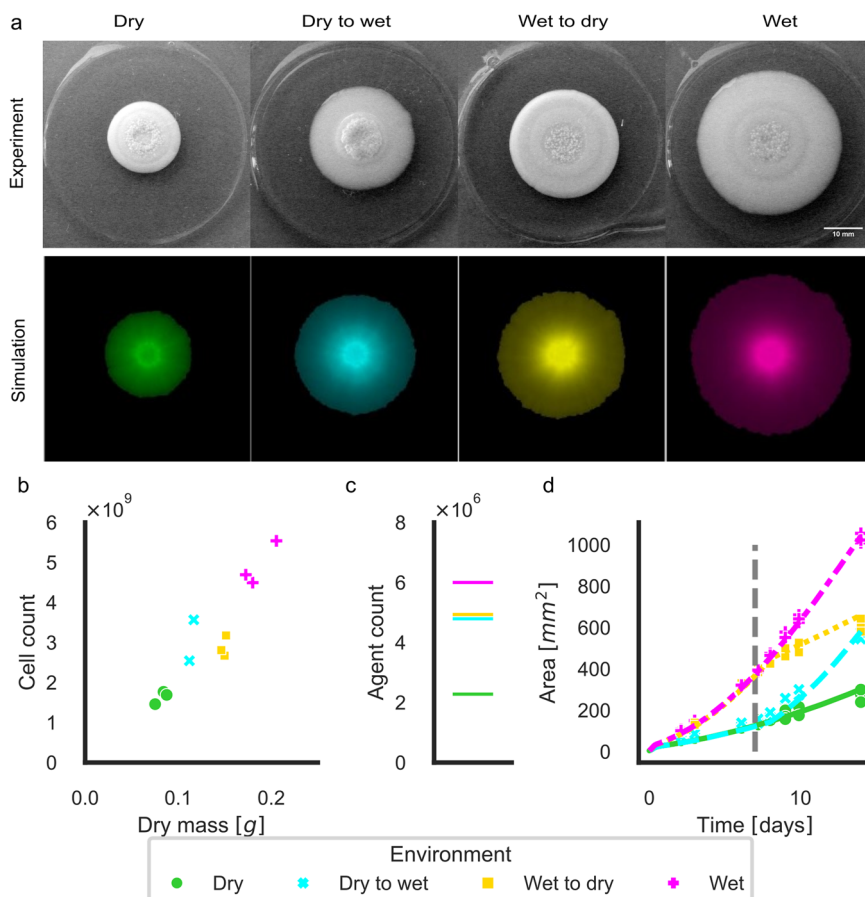 a
Dry Dry to wet Wet to dry Wet
Experiment
10 mm
Simulation
b c d
×10⁹
6
5
4
3
2
1
0
Cell count
0.0 0.1 0.2
Dry mass [g]
×10⁶
8
6
4
2
0
Agent count
1000
800
600
400
200
0
Area [mm²]
0 10
Time [days]
Environment
Dry Dry to wet Wet to dry Wet